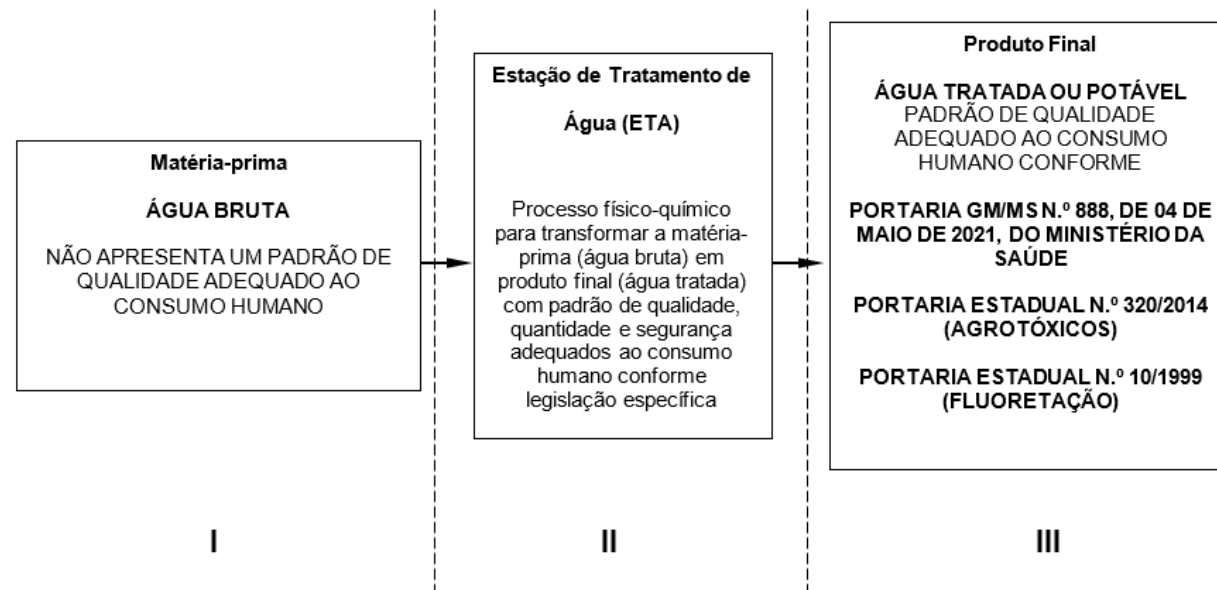 Matéria-prima
ÁGUA BRUTA
NÃO APRESENTA UM PADRÃO DE
QUALIDADE ADEQUADO AO
CONSUMO HUMANO
I
Estação de Tratamento de
Água (ETA)
Processo físico-químico
para transformar a matéria-
prima (água bruta) em
produto final (água tratada)
com padrão de qualidade,
quantidade e segurança
adequados ao consumo
humano conforme
legislação específica
II
Produto Final
ÁGUA TRATADA OU POTÁVEL
PADRÃO DE QUALIDADE
ADEQUADO AO CONSUMO
HUMANO CONFORME
PORTARIA GM/MS N.º 888, DE 04 DE
MAIO DE 2021, DO MINISTÉRIO DA
SAÚDE
PORTARIA ESTADUAL N.º 320/2014
(AGROTÓXICOS)
PORTARIA ESTADUAL N.º 10/1999
(FLUORETAÇÃO)
III